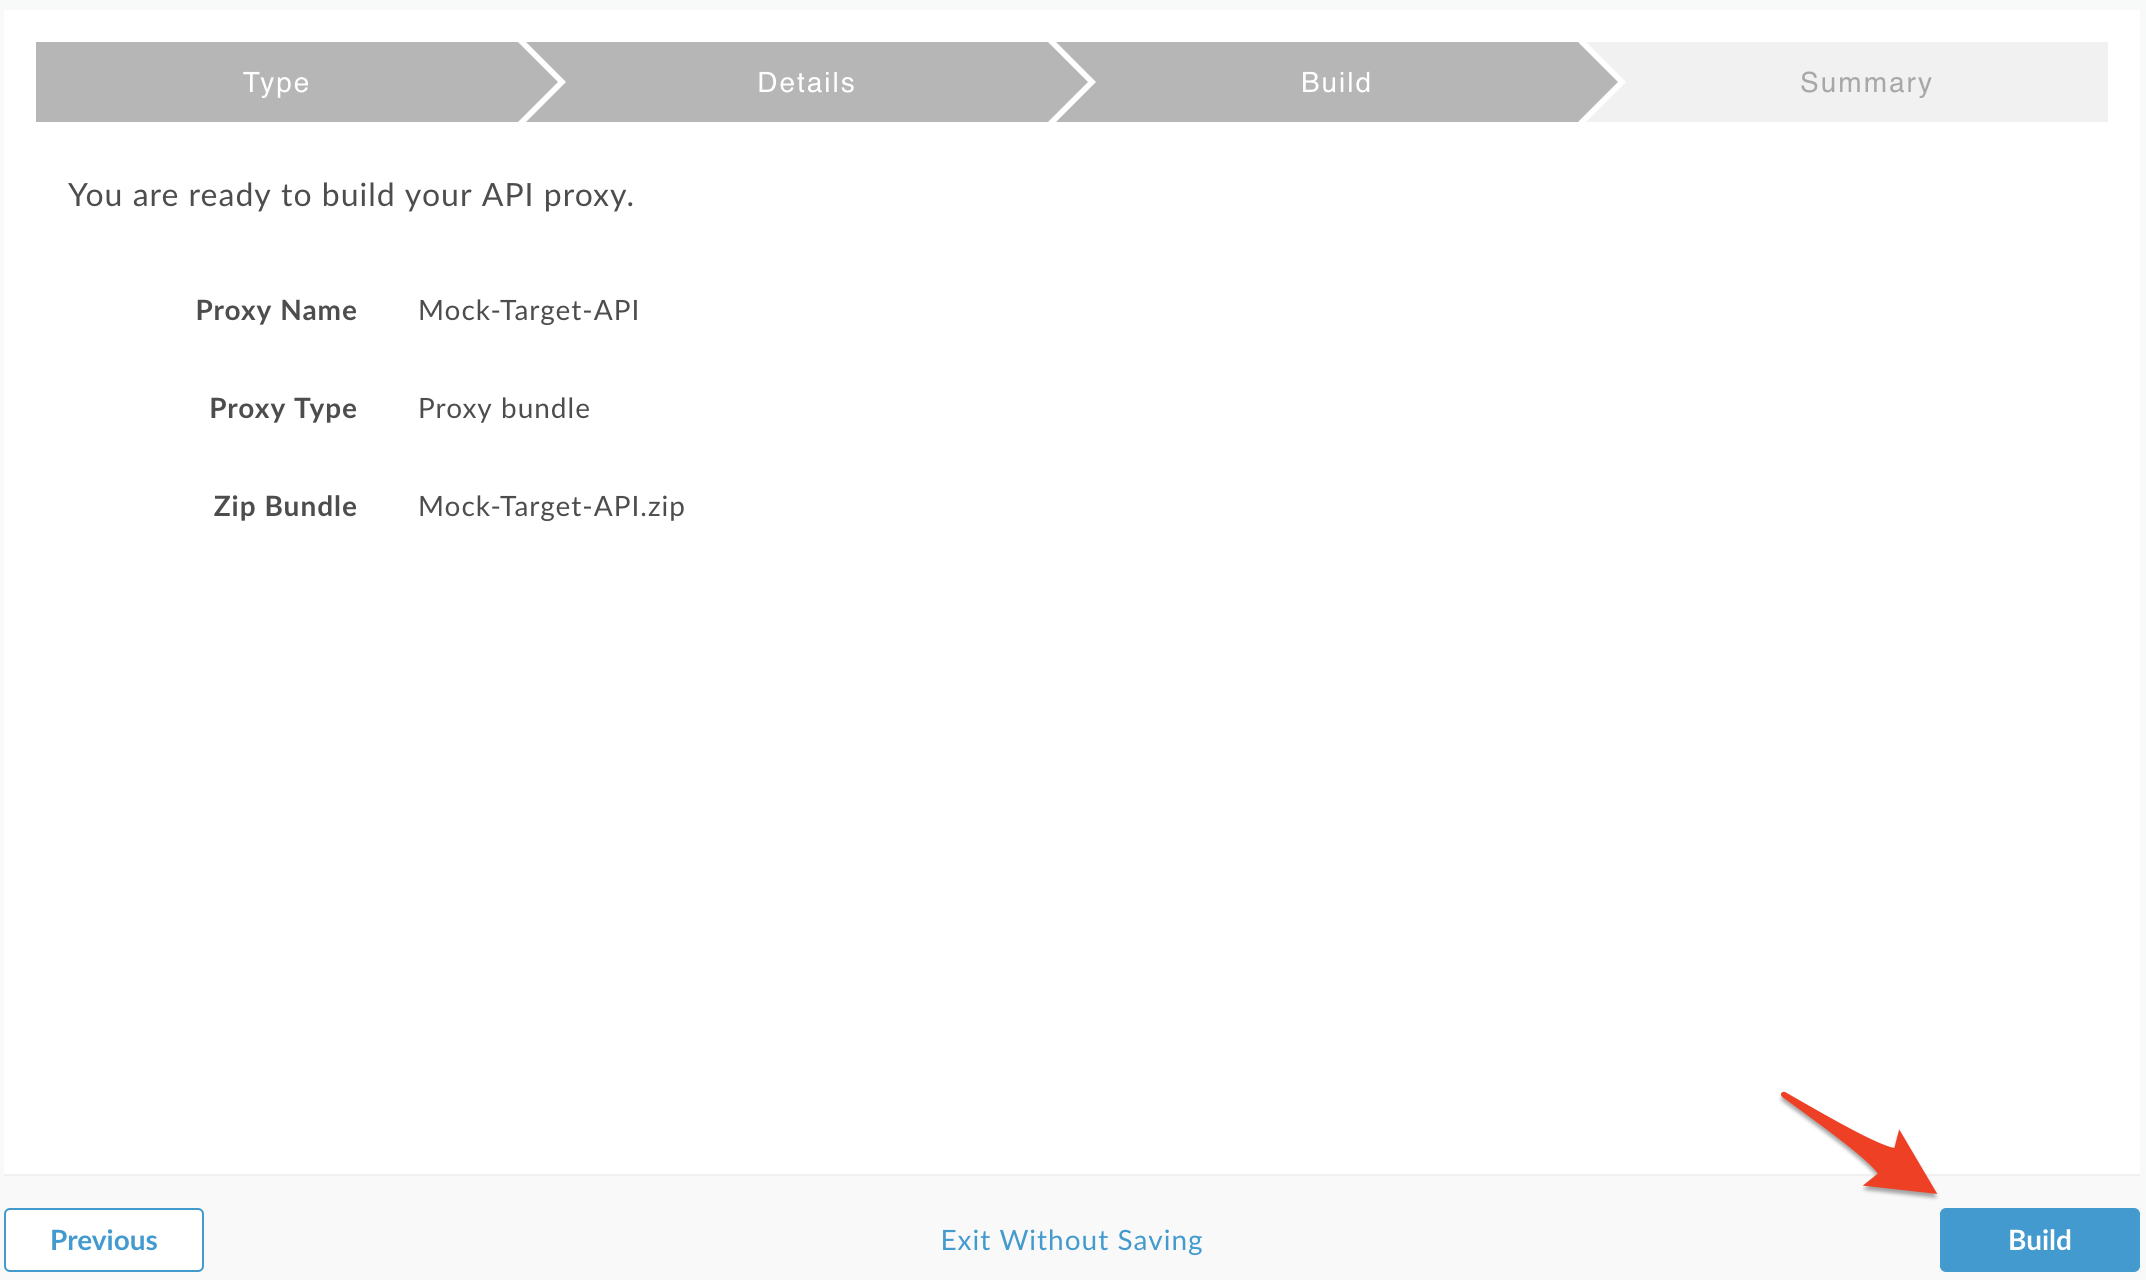 Type Details Build Summary
You are ready to build your API proxy.
Proxy Name Mock-Target-API
Proxy Type Proxy bundle
Zip Bundle Mock-Target-API.zip
Previous Exit Without Saving Build